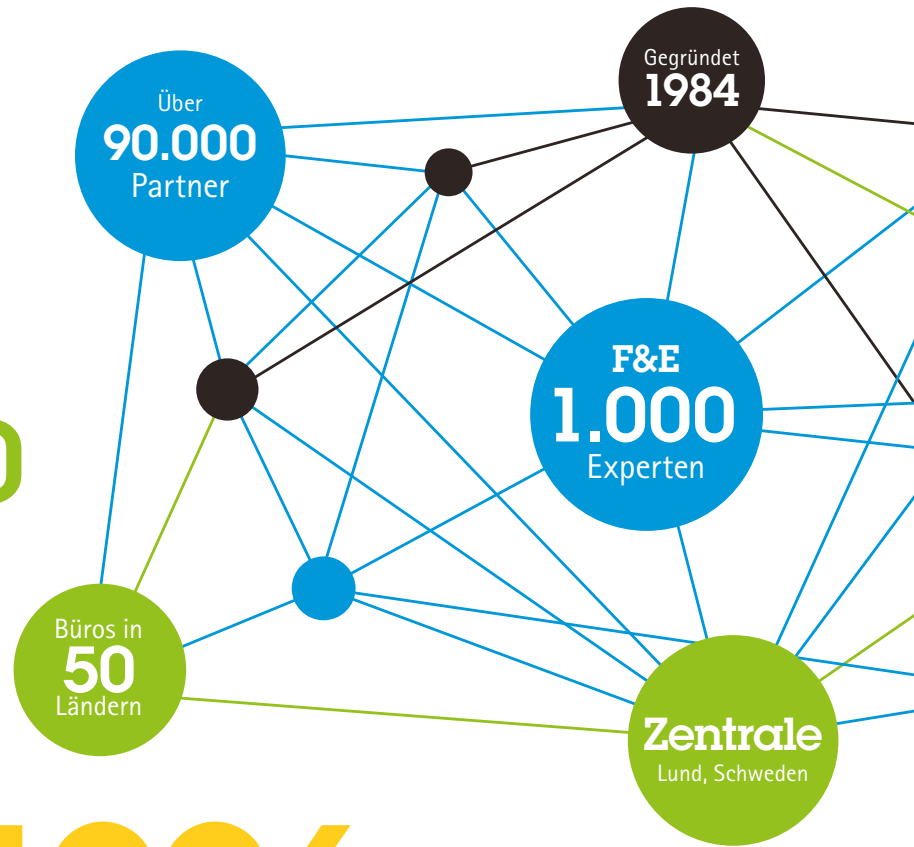 Gegründet
1984
Über
90.000
Partner
F&E
1.000
Experten
Büros in
50
Ländern
Zentrale
Lund, Schweden